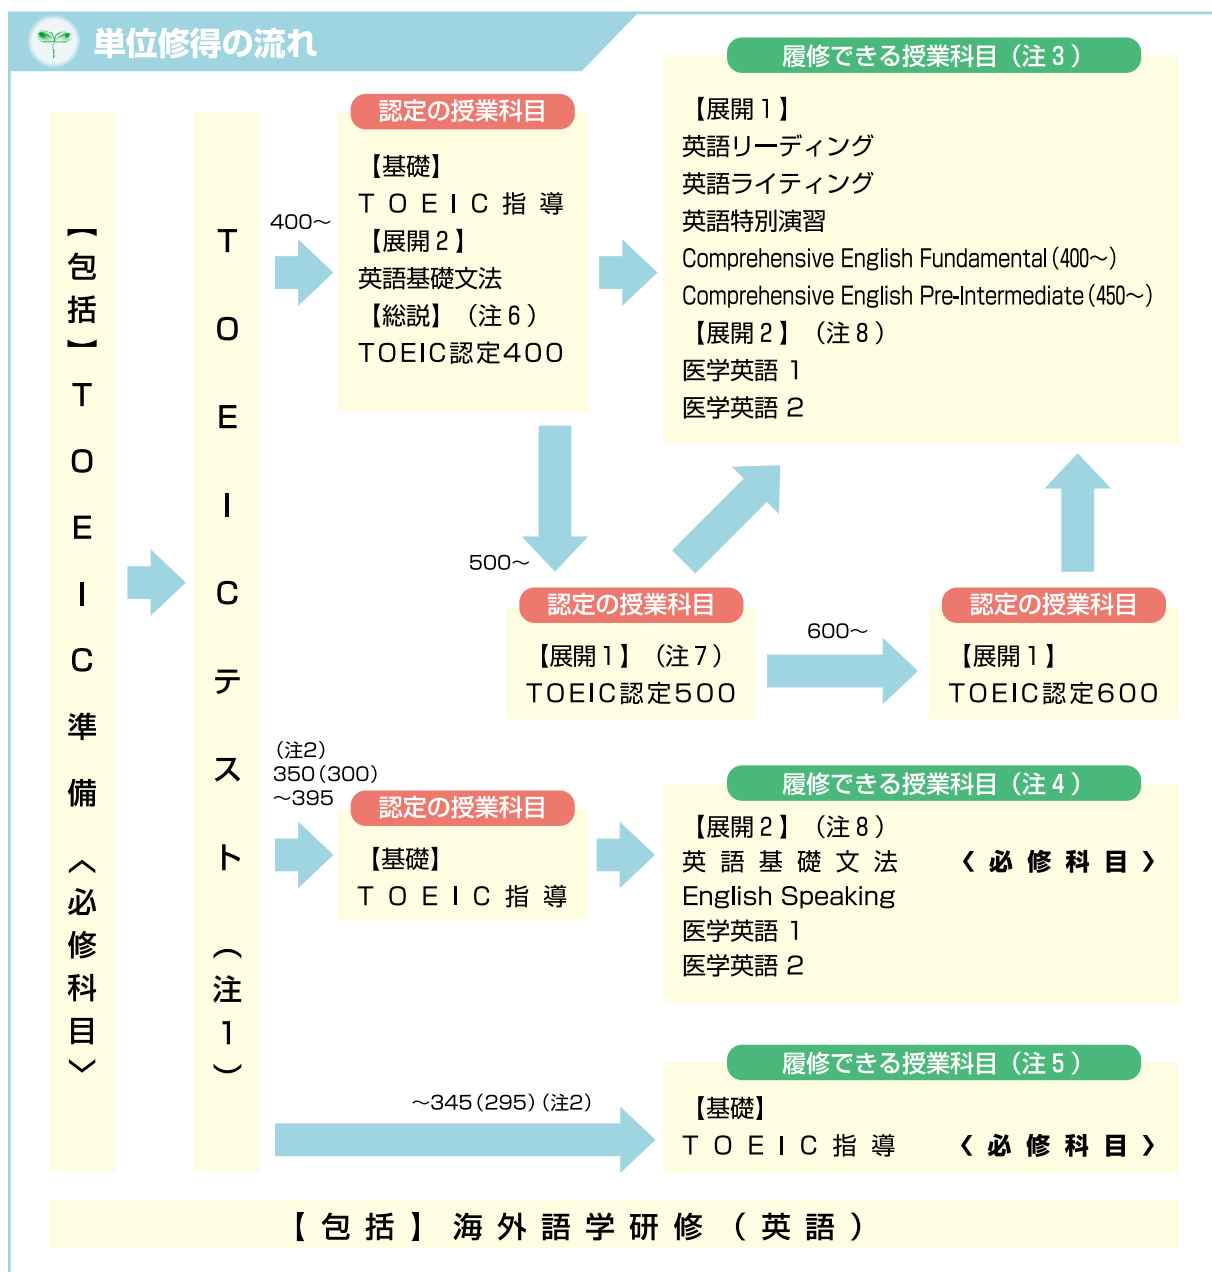 単位修得の流れ
【包括】TOEIC準備〈必修科目〉
TOEICテスト(注1)
400～
認定の授業科目
【基礎】
TOEIC指導
【展開2】
英語基礎文法
【総説】（注6）
TOEIC認定400
履修できる授業科目（注3）
【展開1】
英語リーディング
英語ライティング
英語特別演習
Comprehensive English Fundamental(400～)
Comprehensive English Pre-Intermediate(450～)
【展開2】（注8）
医学英語 1
医学英語 2
500～
認定の授業科目
【展開1】（注7）
TOEIC認定500
600～
認定の授業科目
【展開1】
TOEIC認定600
(注2)
350(300)
～395
認定の授業科目
【基礎】
TOEIC指導
履修できる授業科目（注4）
【展開2】（注8）
英語基礎文法 〈必修科目〉
English Speaking
医学英語 1
医学英語 2
～345(295)(注2)
履修できる授業科目（注5）
【基礎】
TOEIC指導 〈必修科目〉
【包括】海外語学研修（英語）